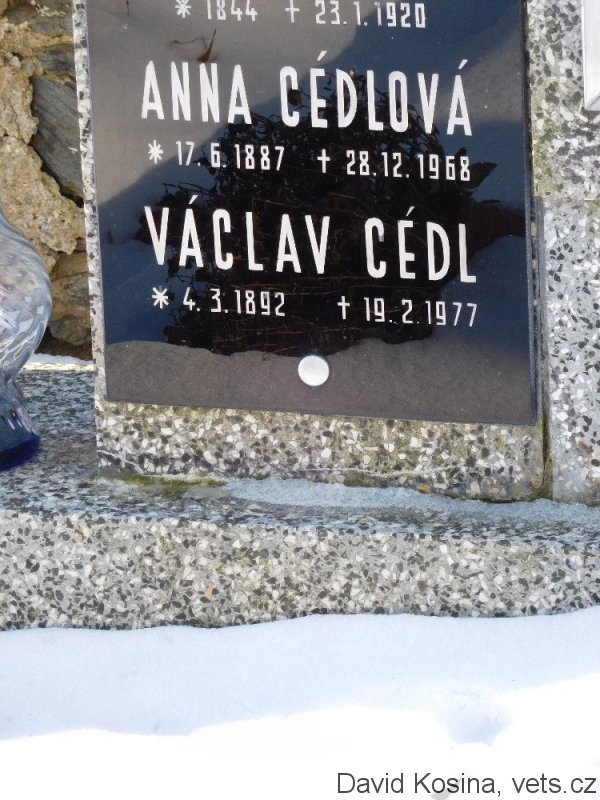 * 1844 † 23.1.1920
ANNA CÉDLOVÁ
* 17.6.1887 † 28.12.1968
VÁCLAV CÉDL
* 4.3.1892 † 19.2.1977
David Kosina, vets.cz